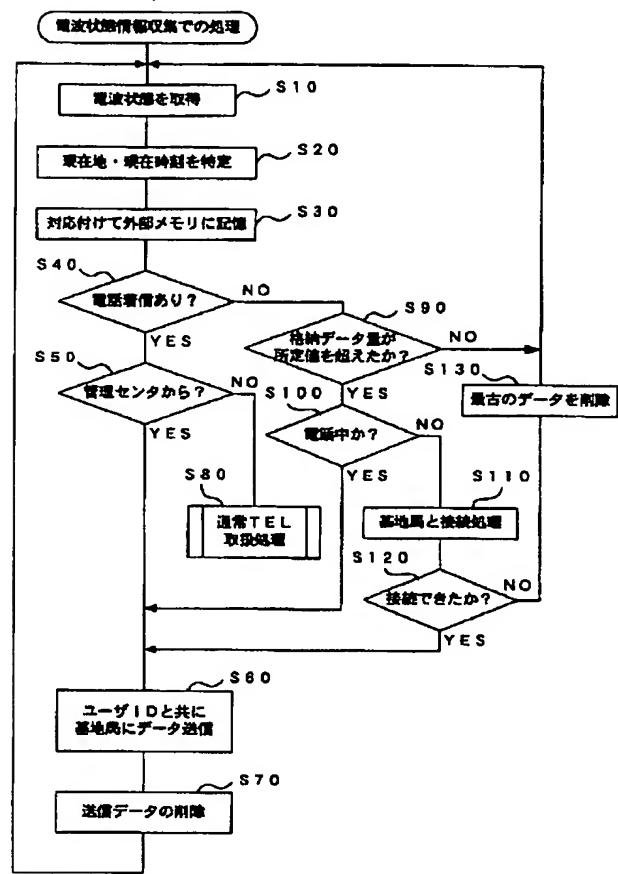 電波状態情報収集での処理
電波状態を取得
S10
現在地・現在時刻を特定
S20
対応付けて外部メモリに記憶
S30
S40
電話着信あり?
NO
YES
S90
格納データ量が
所定値を超えたか?
NO
YES
S50
管理センタから?
NO
YES
S130
最古のデータを削除
S100
電話中か?
NO
YES
S80
通常TEL
取扱処理
S110
基地局と接続処理
S120
接続できたか?
NO
YES
S60
ユーザIDと共に
基地局にデータ送信
S70
送信データの削除